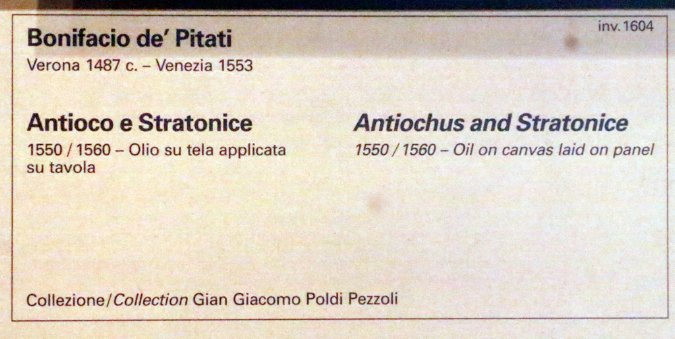 inv. 1604
Bonifacio de' Pitati
Verona 1487 c. – Venezia 1553
Antioco e Stratonice
1550 / 1560 – Olio su tela applicata
su tavola
Antiochus and Stratonice
1550 / 1560 – Oil on canvas laid on panel
Collezione/Collection Gian Giacomo Poldi Pezzoli